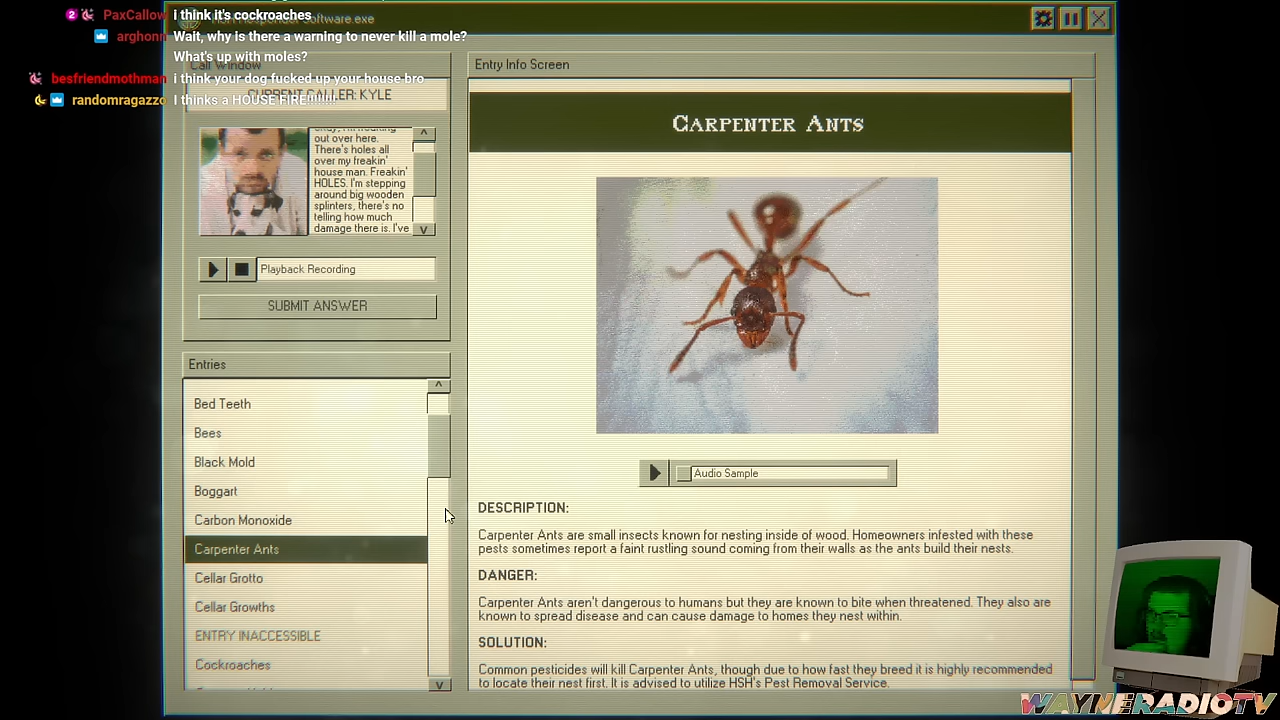 PaxCallow i think it's cockroaches
HSH Responder Software.exe
arghonn Wait, why is there a warning to never kill a mole?
What's up with moles?
Call Window
besfriendmothman i think your dog fucked up your house bro
randomragazzo I thinks a HOUSE FIRE
CURRENT CALLER: KYLE
out over here.
There's holes all
over my freakin'
house man. Freakin'
HOLES. I'm stepping
around big wooden
splinters, there's no
telling how much
damage there is. I've
Playback Recording
SUBMIT ANSWER
Entries
Bed Teeth
Bees
Black Mold
Boggart
Carbon Monoxide
Carpenter Ants
Cellar Grotto
Cellar Growths
ENTRY INACCESSIBLE
Cockroaches
Entry Info Screen
CARPENTER ANTS
Audio Sample
DESCRIPTION:
Carpenter Ants are small insects known for nesting inside of wood. Homeowners infested with these
pests sometimes report a faint rustling sound coming from their walls as the ants build their nests.
DANGER:
Carpenter Ants aren't dangerous to humans but they are known to bite when threatened. They also are
known to spread disease and can cause damage to homes they nest within.
SOLUTION:
Common pesticides will kill Carpenter Ants, though due to how fast they breed it is highly recommended
to locate their nest first. It is advised to utilize HSH's Pest Removal Service.
WAYNERADIOTV